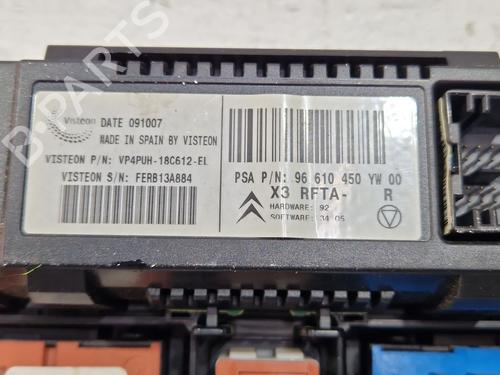 Visteon DATE 091007
MADE IN SPAIN BY VISTEON
VISTEON P/N: VP4PUH-18C612-EL
VISTEON S/N: FERB13A884
PSA P/N: 96 610 450 YW 00
X3 RFTA- R
HARDWARE: 92
SOFTWARE: 34 05
B-PARTS